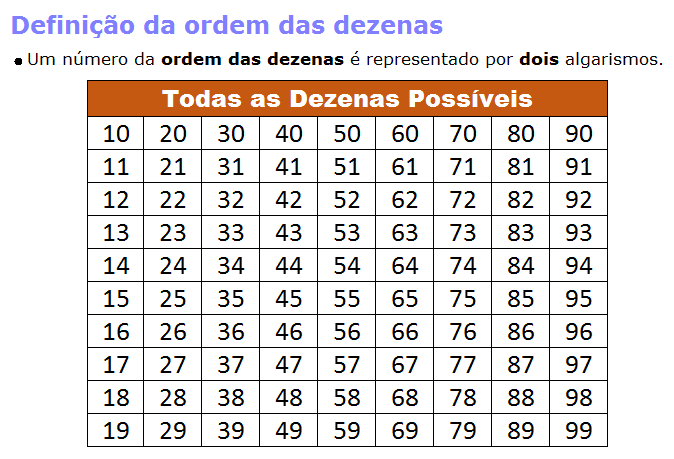 Definição da ordem das dezenas
Um número da ordem das dezenas é representado por dois algarismos.
Todas as Dezenas Possíveis
10 20 30 40 50 60 70 80 90
11 21 31 41 51 61 71 81 91
12 22 32 42 52 62 72 82 92
13 23 33 43 53 63 73 83 93
14 24 34 44 54 64 74 84 94
15 25 35 45 55 65 75 85 95
16 26 36 46 56 66 76 86 96
17 27 37 47 57 67 77 87 97
18 28 38 48 58 68 78 88 98
19 29 39 49 59 69 79 89 99